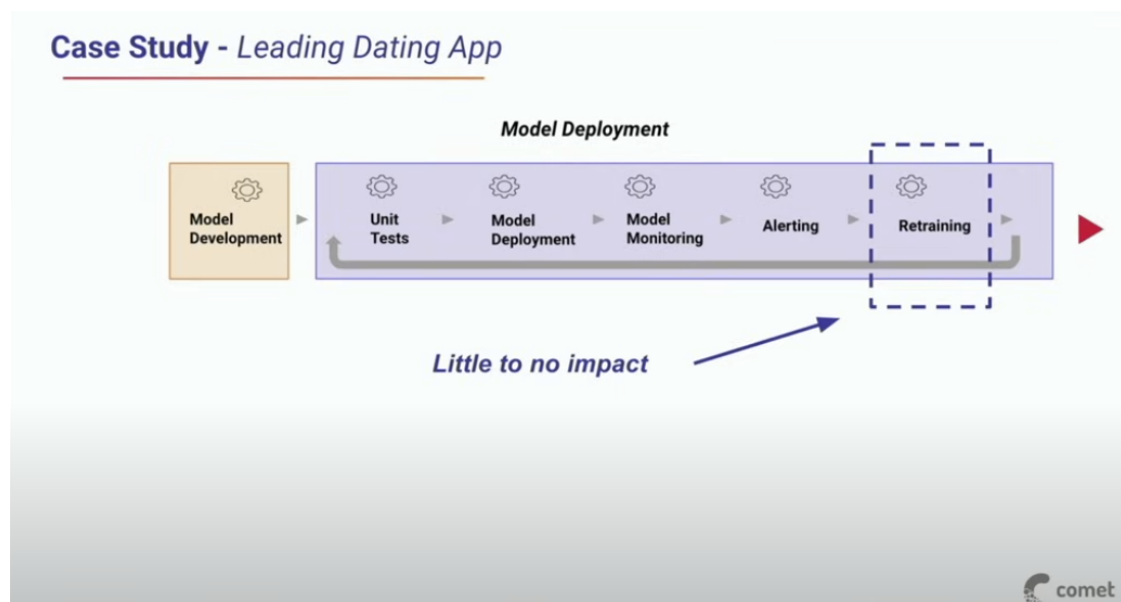 Case Study - Leading Dating App
Model Deployment
Model
Development
Unit
Tests
Model
Deployment
Model
Monitoring
Alerting
Retraining
Little to no impact
comet